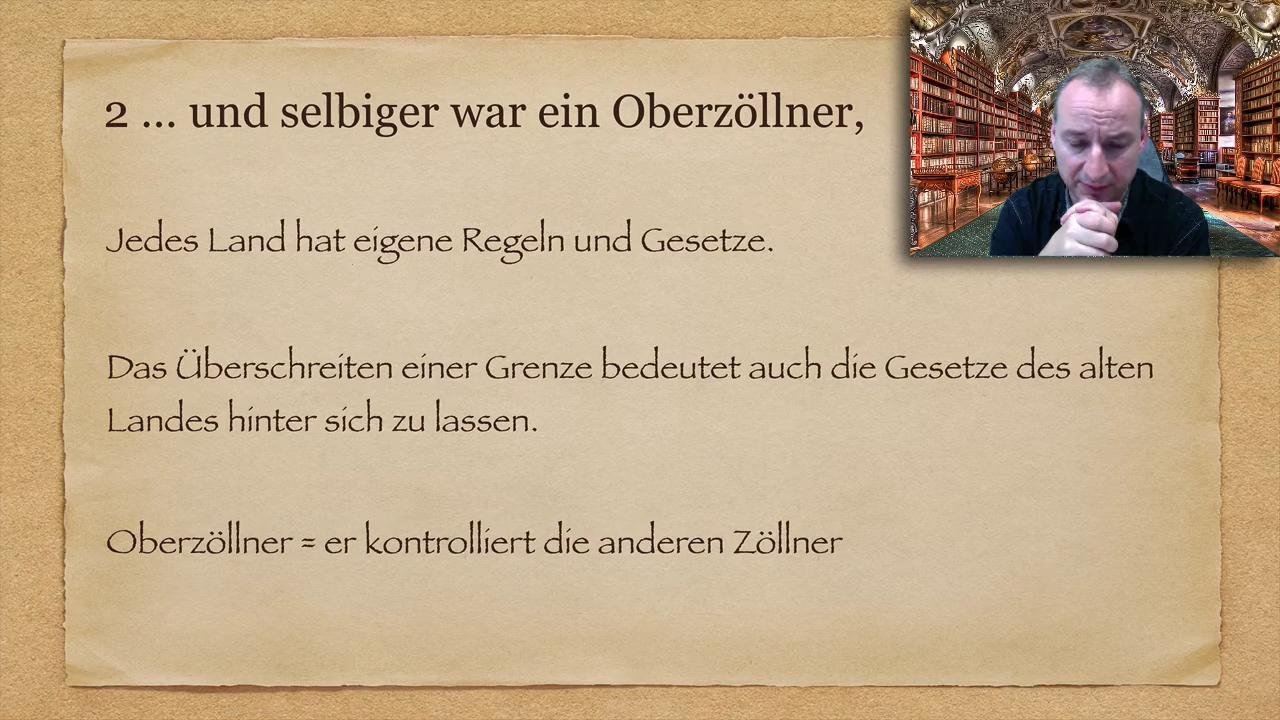 2 ... und selbiger war ein Oberzöllner,
Jedes Land hat eigene Regeln und Gesetze.
Das Überschreiten einer Grenze bedeutet auch die Gesetze des alten
Landes hinter sich zu lassen.
Oberzöllner = er kontrolliert die anderen Zöllner